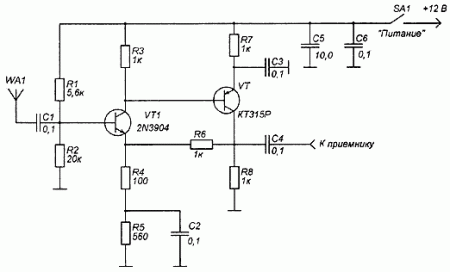 SA1
+12 В
"Питание"
R3
1к
R7
1к
C5
10,0
C6
0,1
C3
0,1
WA1
R1
5,6к
VT
КТ315Р
C1
0,1
VT1
2N3904
R6
1к
C4
0,1
К приемнику
R2
20к
R4
100
R8
1к
R5
560
C2
0,1